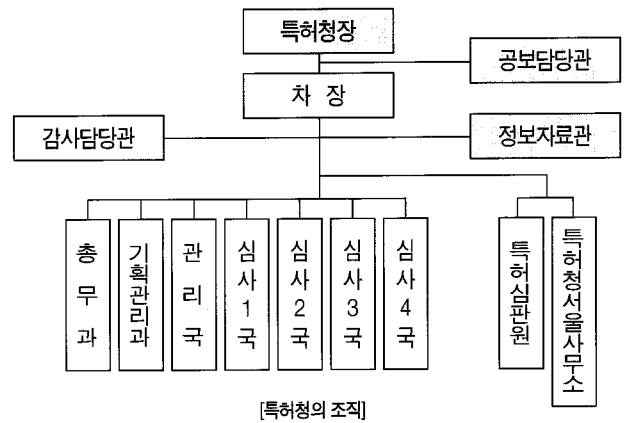 특허청장
공보담당관
차 장
감사담당관
정보자료관
총무과
기획관리과
관리국
심사1국
심사2국
심사3국
심사4국
특허심판원
특허청서울사무소
[특허청의 조직]